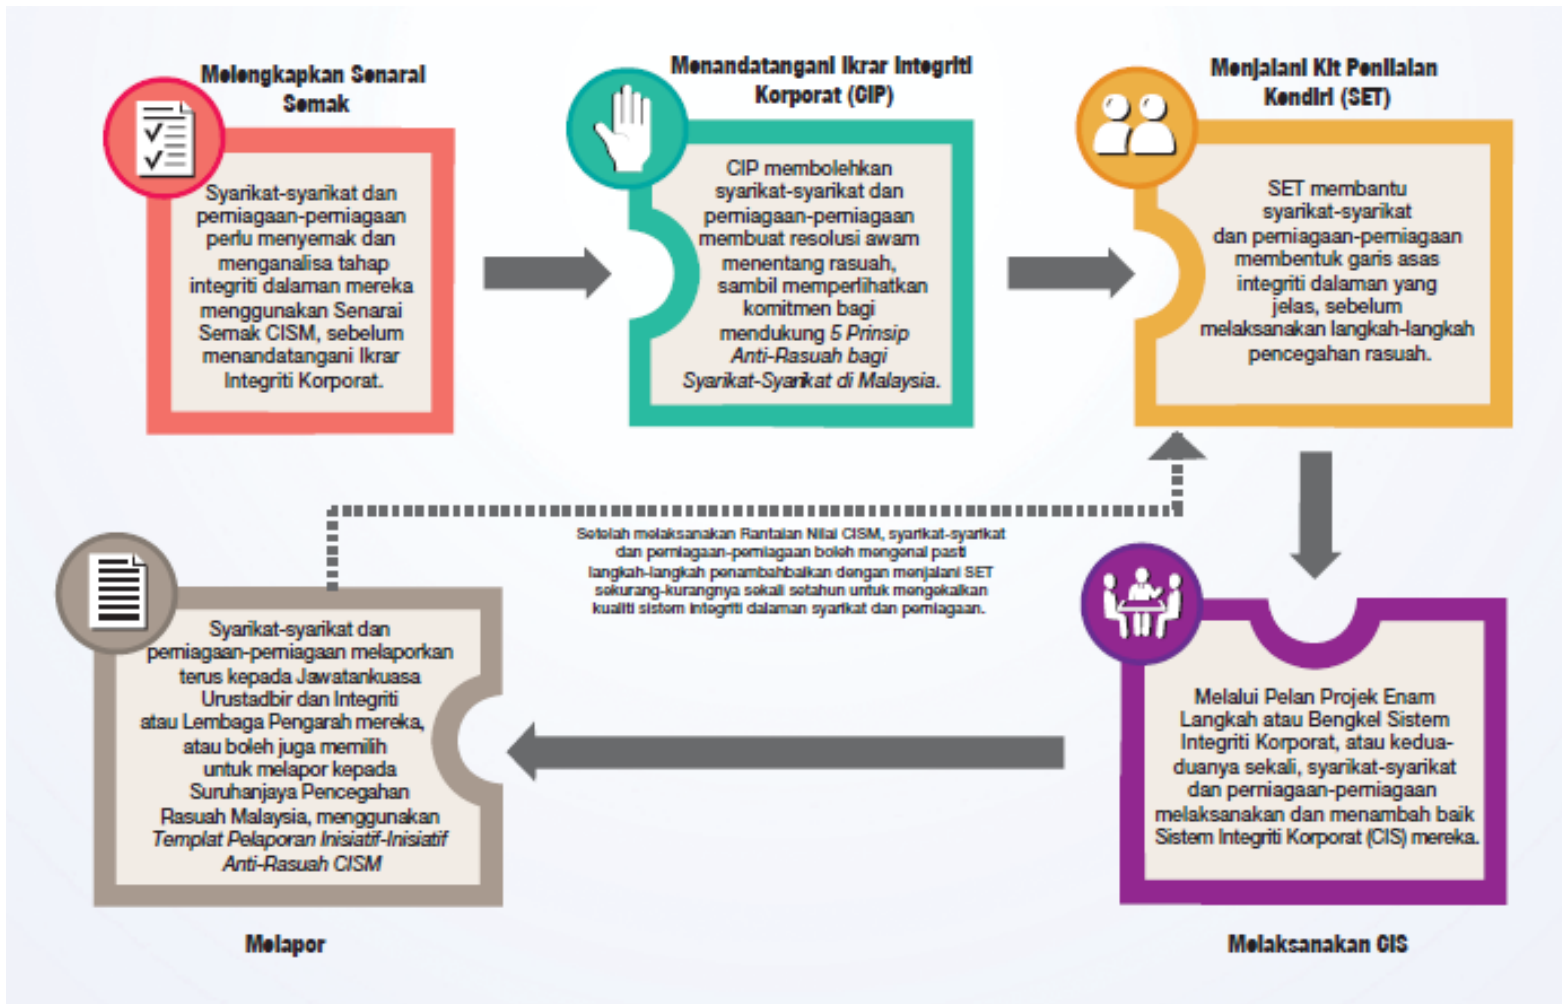 Melengkapkan Senarai
Semak
Syarikat-syarikat dan
perniagaan-perniagaan
perlu menyemak dan
menganalisa tahap
integriti dalaman mereka
menggunakan Senarai
Semak CISM, sebelum
menandatangani Ikrar
Integriti Korporat.
Menandatangani Ikrar Integriti
Korporat (CIP)
CIP membolehkan
syarikat-syarikat dan
perniagaan-perniagaan
membuat resolusi awam
menentang rasuah,
sambil memperlihatkan
komitmen bagi
mendukung 5 Prinsip
Anti-Rasuah bagi
Syarikat-Syarikat di Malaysia.
Menjalani Kit Penilaian
Kendiri (SET)
SET membantu
syarikat-syarikat
dan perniagaan-perniagaan
membentuk garis asas
integriti dalaman yang
jelas, sebelum
melaksanakan langkah-langkah
pencegahan rasuah.
Setelah melaksanakan Rantaian Nilai CISM, syarikat-syarikat
dan perniagaan-perniagaan boleh mengenal pasti
langkah-langkah penambahbaikan dengan menjalani SET
sekurang-kurangnya sekali setahun untuk mengekalkan
kualiti sistem integriti dalaman syarikat dan perniagaan.
Melalui Pelan Projek Enam
Langkah atau Bengkel Sistem
Integriti Korporat, atau kedua-
duanya sekali, syarikat-syarikat
dan perniagaan-perniagaan
melaksanakan dan menambah baik
Sistem Integriti Korporat (CIS) mereka.
Melaksanakan CIS
Syarikat-syarikat dan
perniagaan-perniagaan melaporkan
terus kepada Jawatankuasa
Urustadbir dan Integriti
atau Lembaga Pengarah mereka,
atau boleh juga memilih
untuk melapor kepada
Suruhanjaya Pencegahan
Rasuah Malaysia, menggunakan
Templat Pelaporan Inisiatif-Inisiatif
Anti-Rasuah CISM
Melapor